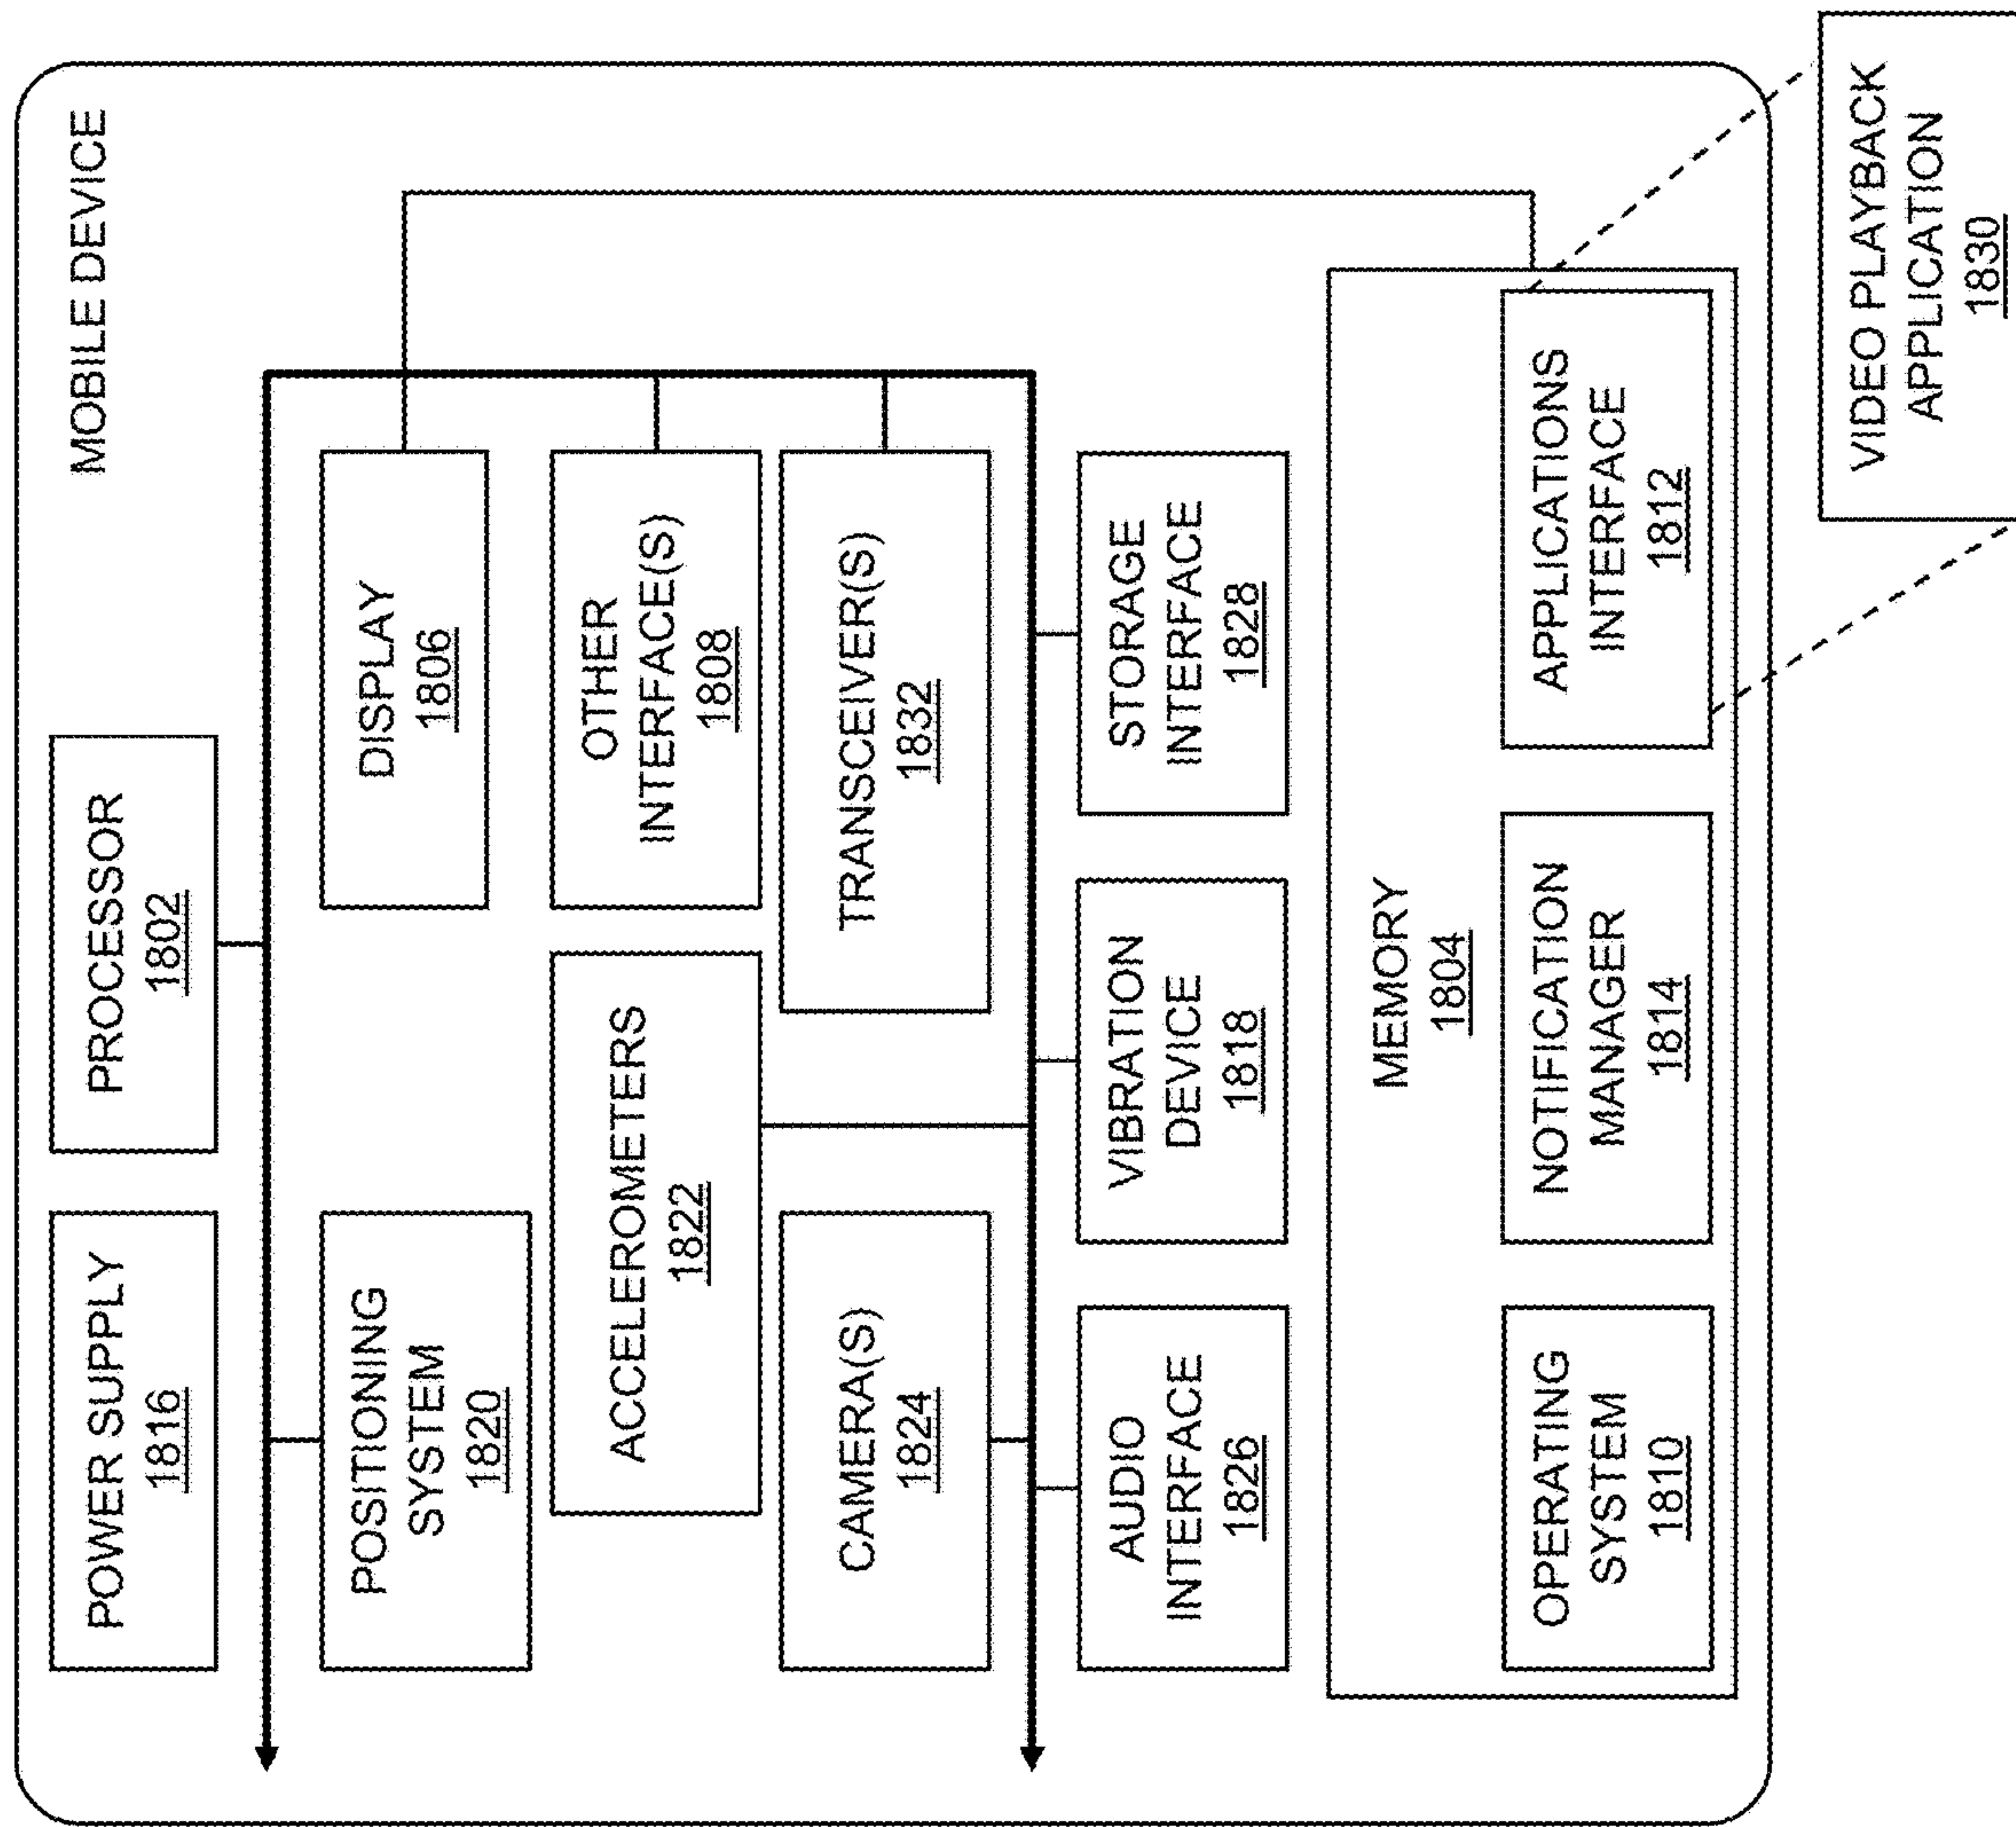 MOBILE DEVICE
POWER SUPPLY
1816
PROCESSOR
1802
POSITIONING
SYSTEM
1820
DISPLAY
1806
ACCELEROMETERS
1822
OTHER
INTERFACE(S)
1808
CAMERA(S)
1824
TRANSCEIVER(S)
1832
AUDIO
INTERFACE
1826
VIBRATION
DEVICE
1818
STORAGE
INTERFACE
1828
MEMORY
1804
OPERATING
SYSTEM
1810
NOTIFICATION
MANAGER
1814
APPLICATIONS
INTERFACE
1812
VIDEO PLAYBACK
APPLICATION
1830